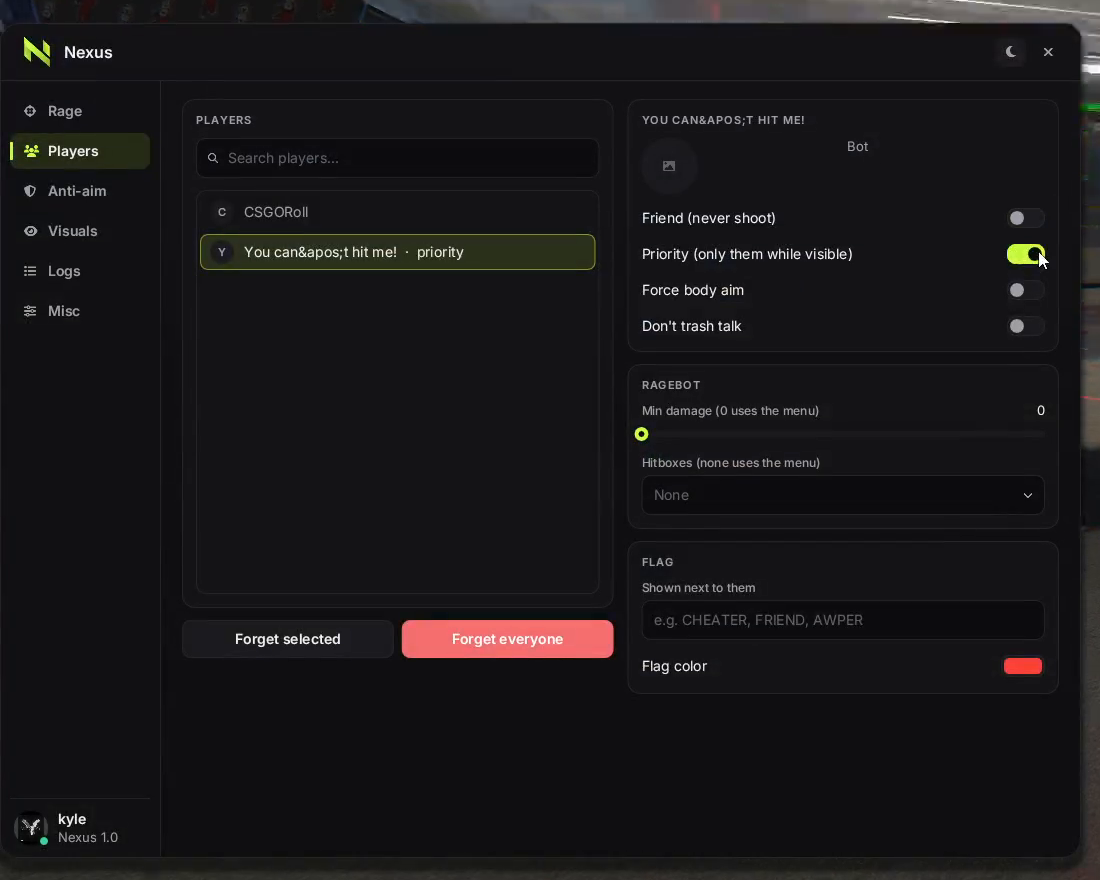 Nexus
Rage
Players
Anti-aim
Visuals
Logs
Misc
kyle
Nexus 1.0
PLAYERS
Search players...
C CSGORoll
Y You can&apos;t hit me! · priority
Forget selected
Forget everyone
YOU CAN&APOS;T HIT ME!
Bot
Friend (never shoot)
Priority (only them while visible)
Force body aim
Don't trash talk
RAGEBOT
Min damage (0 uses the menu) 0
Hitboxes (none uses the menu)
None
FLAG
Shown next to them
e.g. CHEATER, FRIEND, AWPER
Flag color